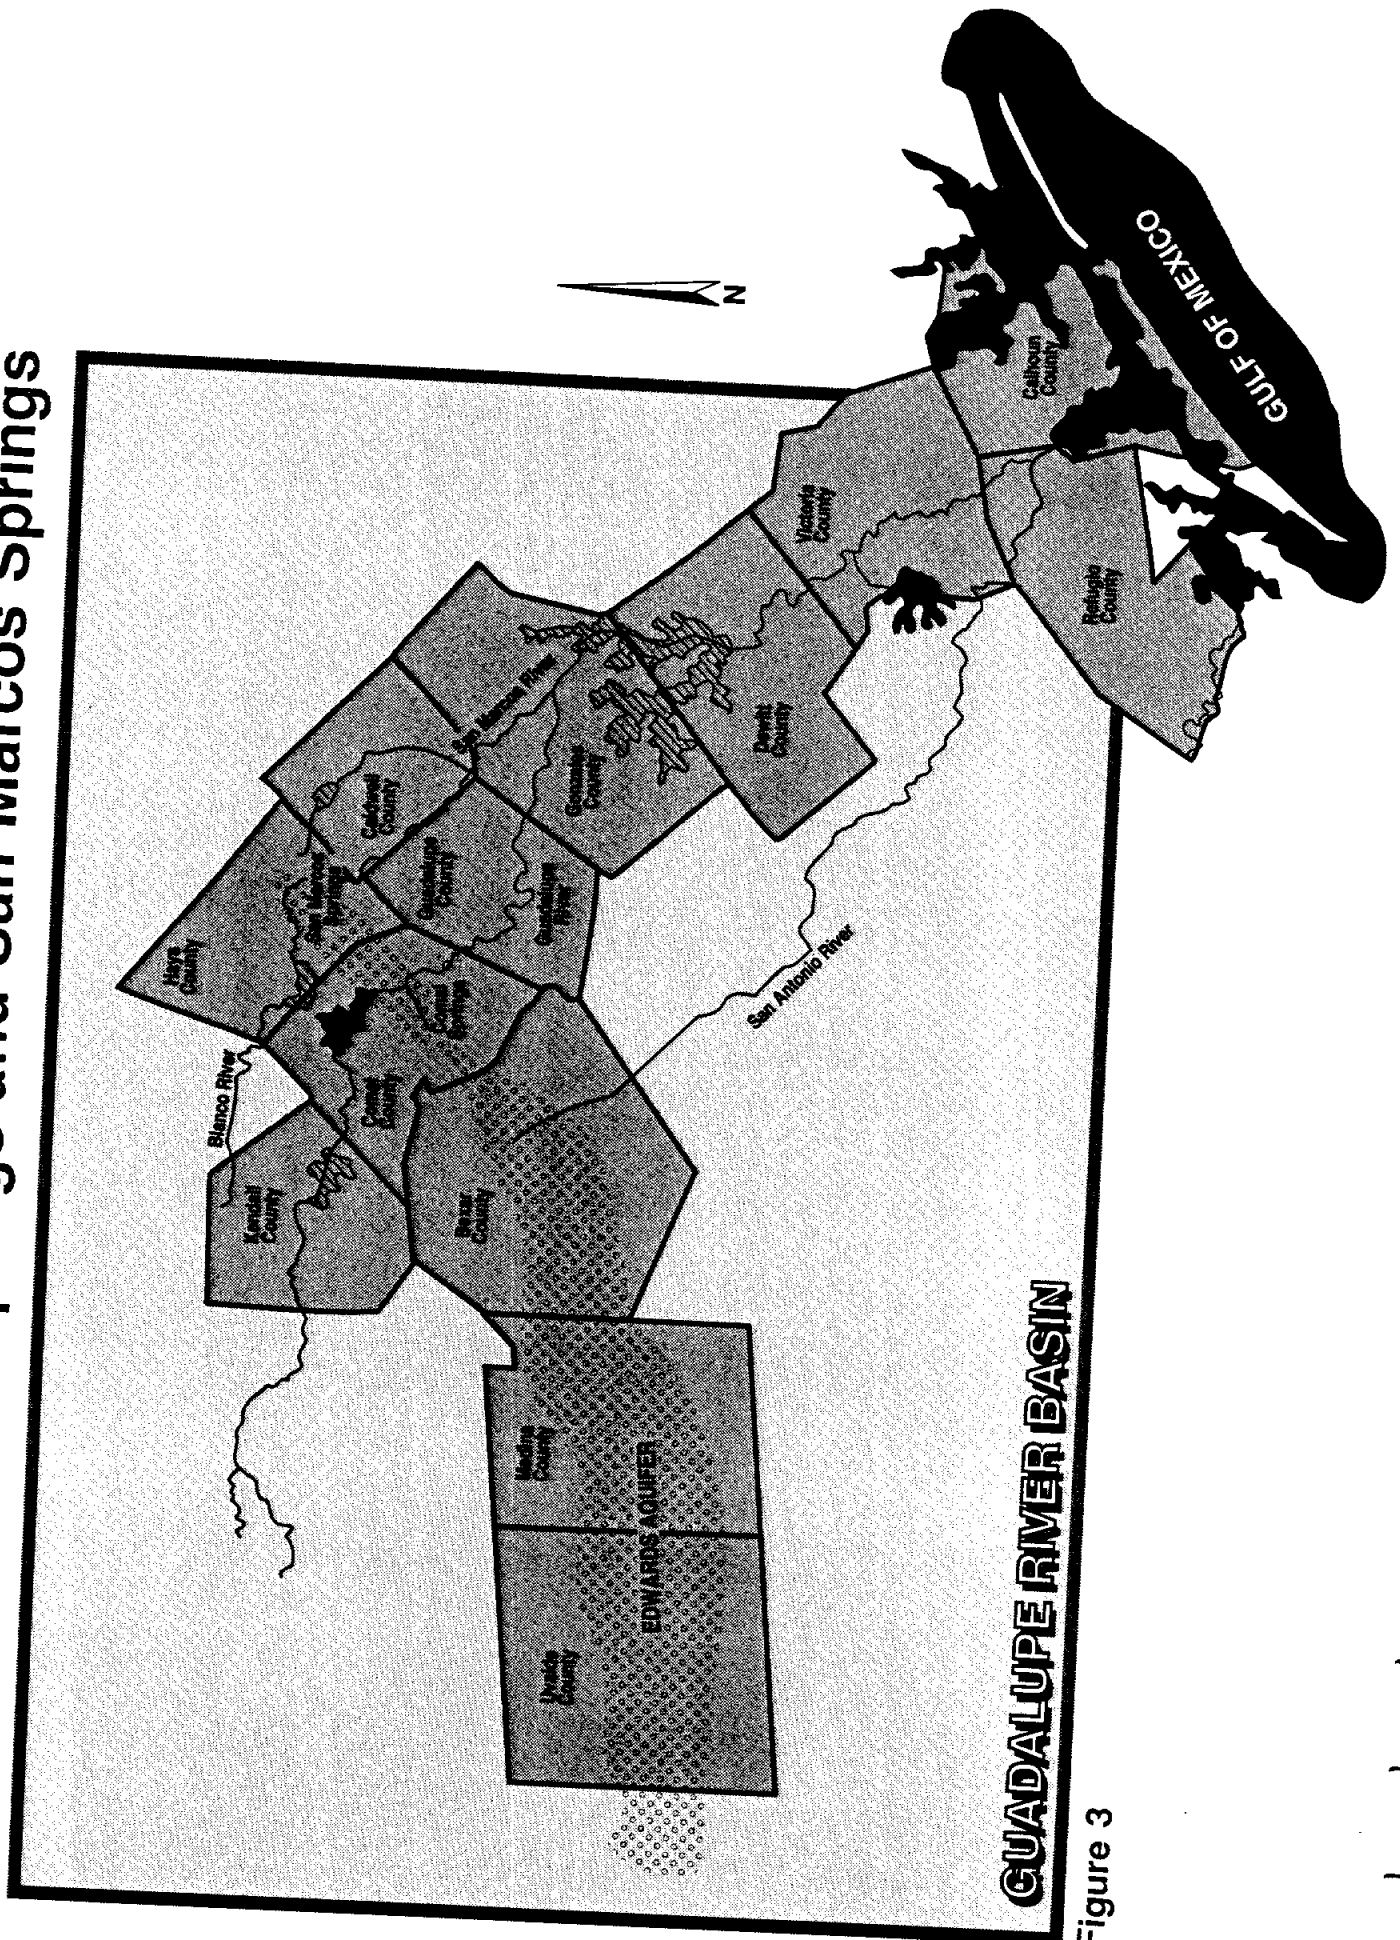 San Marcos Springs
Hays
County
Blanco River
Kendall
County
San Marcos
Springs
Caldwell
County
San Marcos River
Comal
County
Comal
Springs
Guadalupe
County
Guadalupe
River
Gonzales
County
Bexar
County
Medina
County
Uvalde
County
EDWARDS AQUIFER
San Antonio River
Dewitt
County
Victoria
County
Refugio
County
Calhoun
County
GULF OF MEXICO
N
GUADALUPE RIVER BASIN
Figure 3